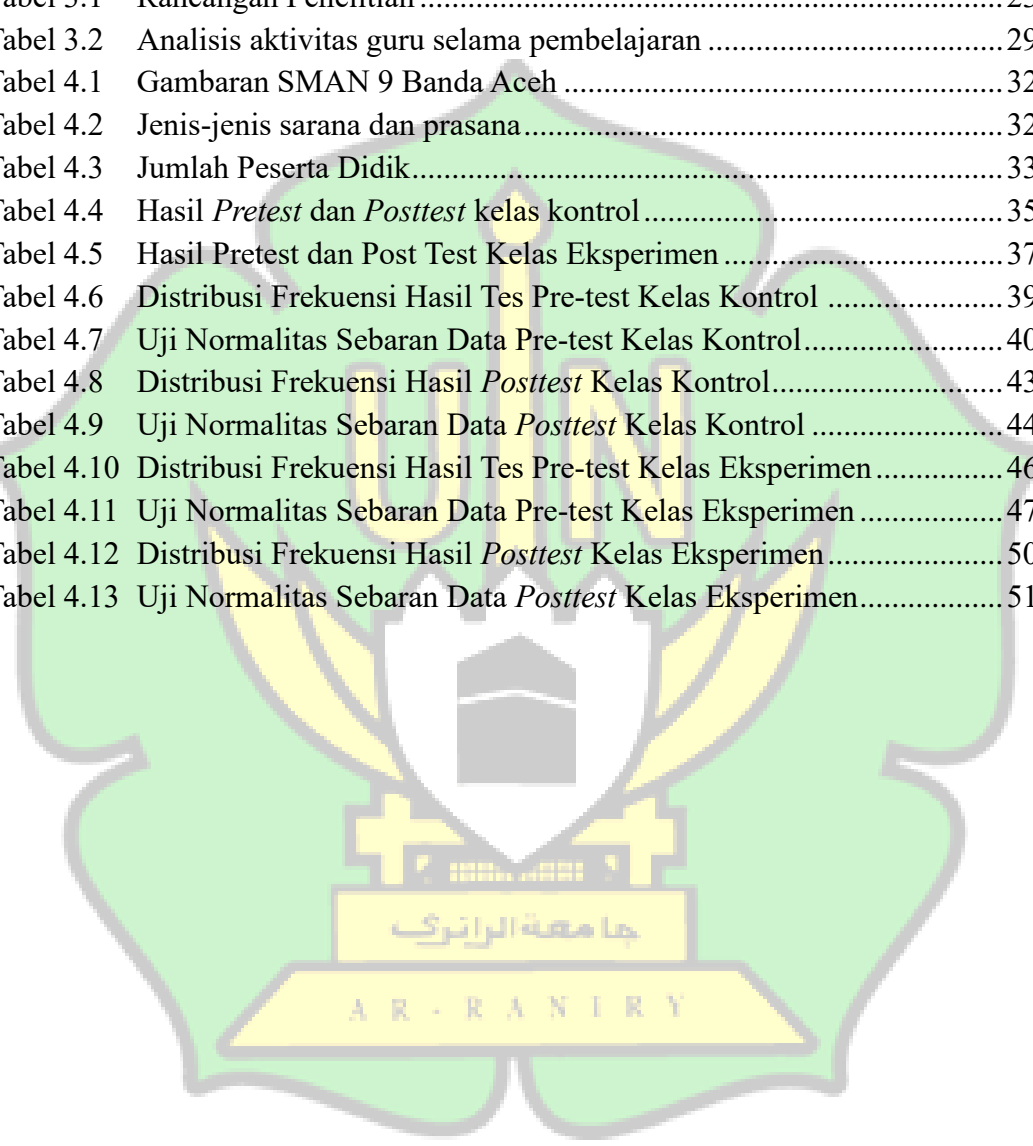 Tabel 3.1 Rancangan Penelitian
Tabel 3.2 Analisis aktivitas guru selama pembelajaran ..................................... 29
Tabel 4.1 Gambaran SMAN 9 Banda Aceh ....................................................... 32
Tabel 4.2 Jenis-jenis sarana dan prasana............................................................ 32
Tabel 4.3 Jumlah Peserta Didik.......................................................................... 33
Tabel 4.4 Hasil Pretest dan Posttest kelas kontrol ............................................. 35
Tabel 4.5 Hasil Pretest dan Post Test Kelas Eksperimen ................................... 37
Tabel 4.6 Distribusi Frekuensi Hasil Tes Pre-test Kelas Kontrol ...................... 39
Tabel 4.7 Uji Normalitas Sebaran Data Pre-test Kelas Kontrol......................... 40
Tabel 4.8 Distribusi Frekuensi Hasil Posttest Kelas Kontrol............................. 43
Tabel 4.9 Uji Normalitas Sebaran Data Posttest Kelas Kontrol ........................ 44
Tabel 4.10 Distribusi Frekuensi Hasil Tes Pre-test Kelas Eksperimen ................ 46
Tabel 4.11 Uji Normalitas Sebaran Data Pre-test Kelas Eksperimen .................. 47
Tabel 4.12 Distribusi Frekuensi Hasil Posttest Kelas Eksperimen ...................... 50
Tabel 4.13 Uji Normalitas Sebaran Data Posttest Kelas Eksperimen.................. 51
UIN
جامعة الرانري
AR-RANIRY